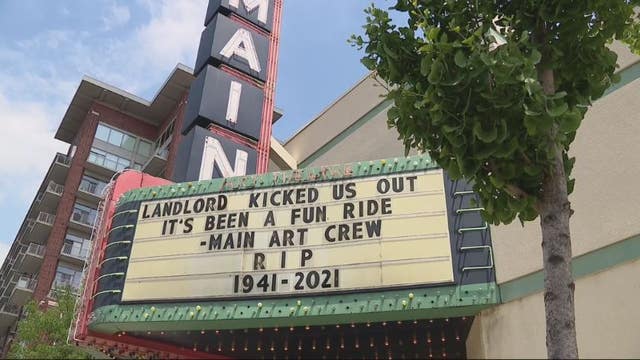 MAIN
LANDLORD KICKED US OUT
IT'S BEEN A FUN RIDE
-MAIN ART CREW
RIP
1941-2021